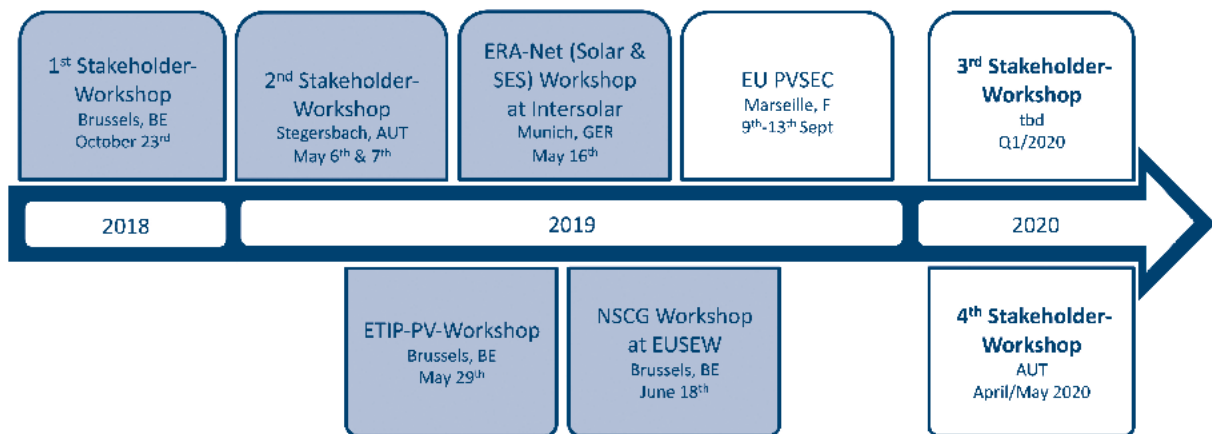 1st Stakeholder-
Workshop
Brussels, BE
October 23rd
2nd Stakeholder-
Workshop
Stegersbach, AUT
May 6th & 7th
ERA-Net (Solar &
SES) Workshop
at Intersolar
Munich, GER
May 16th
EU PVSEC
Marseille, F
9th-13th Sept
3rd Stakeholder-
Workshop
tbd
Q1/2020
2018
2019
2020
ETIP-PV-Workshop
Brussels, BE
May 29th
NSCG Workshop
at EUSEW
Brussels, BE
June 18th
4th Stakeholder-
Workshop
AUT
April/May 2020